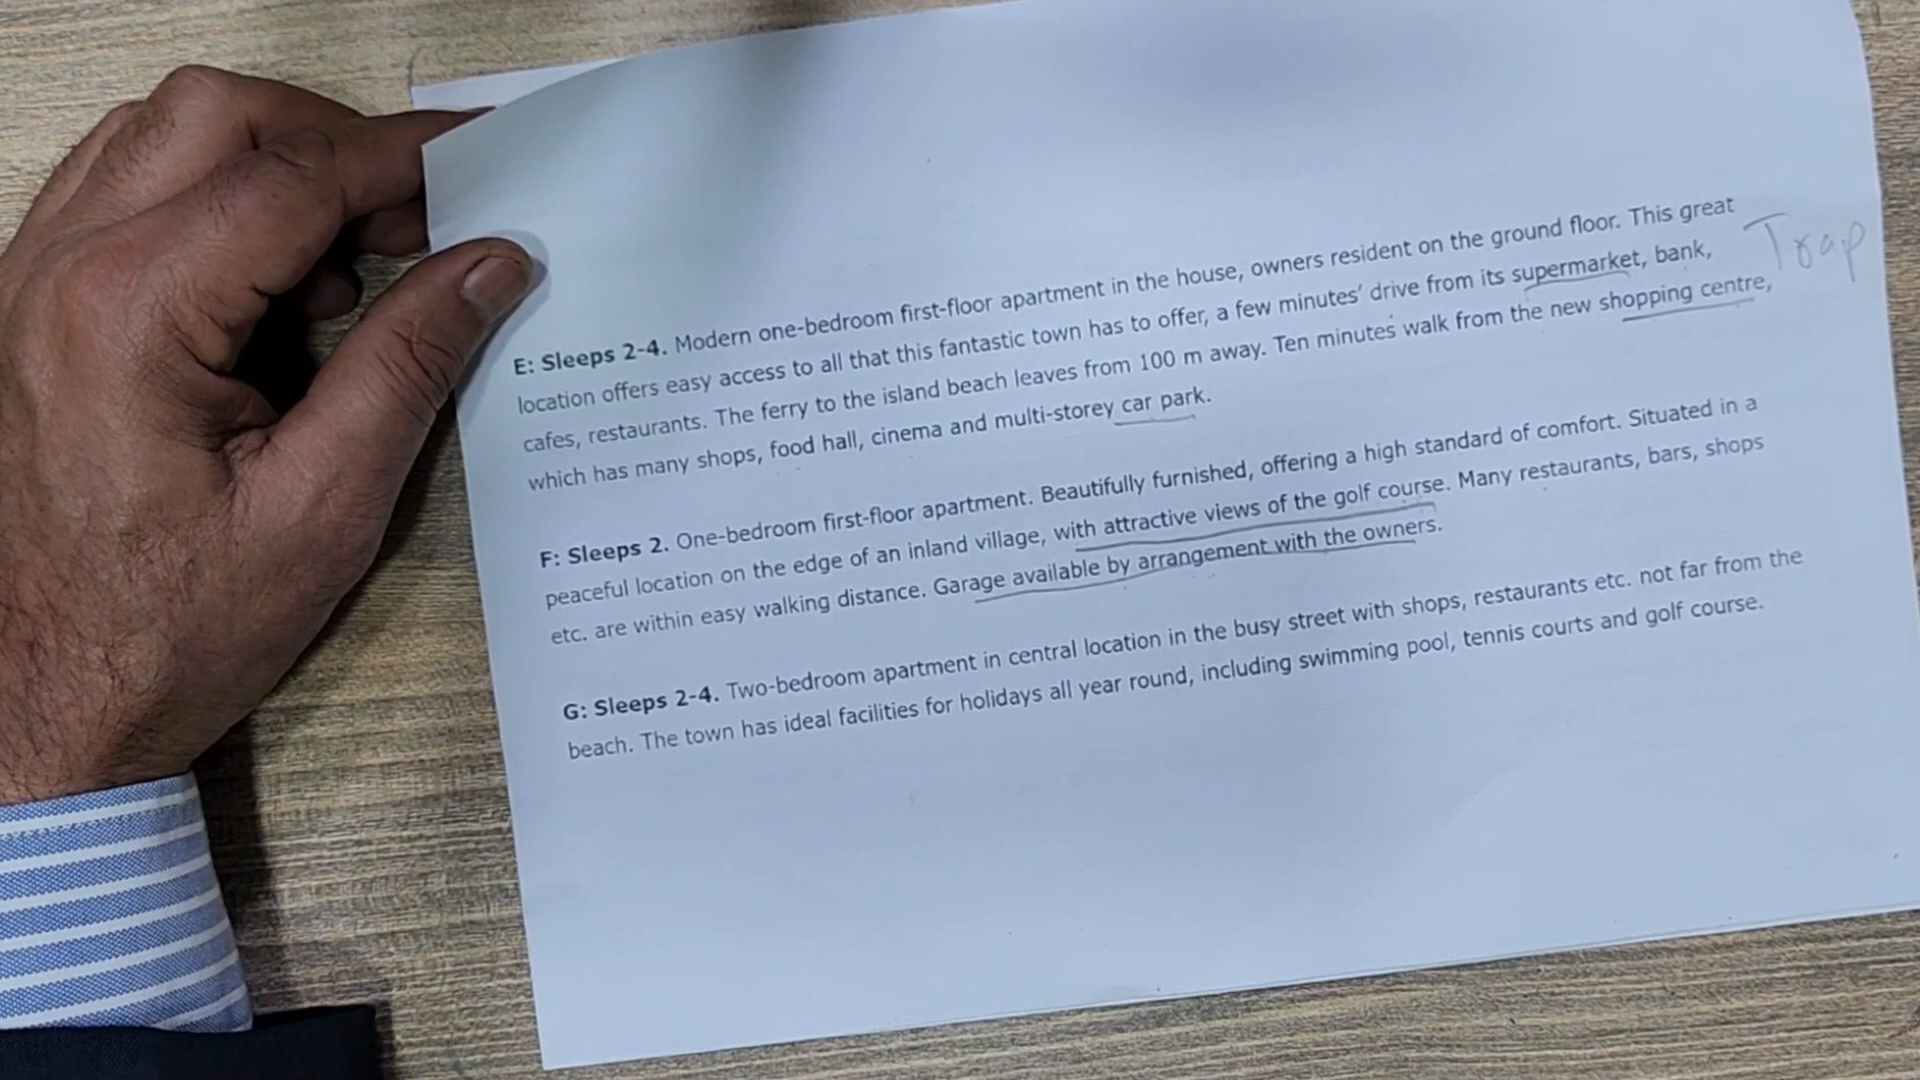 E: Sleeps 2-4. Modern one-bedroom first-floor apartment in the house, owners resident on the ground floor. This great
location offers easy access to all that this fantastic town has to offer, a few minutes' drive from its supermarket, bank,
Trap
cafes, restaurants. The ferry to the island beach leaves from 100 m away. Ten minutes walk from the new shopping centre,
which has many shops, food hall, cinema and multi-storey car park.
F: Sleeps 2. One-bedroom first-floor apartment. Beautifully furnished, offering a high standard of comfort. Situated in a
peaceful location on the edge of an inland village, with attractive views of the golf course. Many restaurants, bars, shops
etc. are within easy walking distance. Garage available by arrangement with the owners.
G: Sleeps 2-4. Two-bedroom apartment in central location in the busy street with shops, restaurants etc. not far from the
beach. The town has ideal facilities for holidays all year round, including swimming pool, tennis courts and golf course.